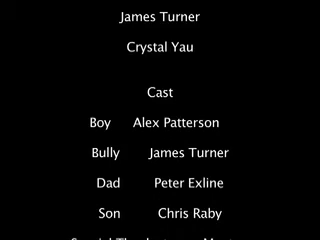 James Turner
Crystal Yau
Cast
Boy Alex Patterson
Bully James Turner
Dad Peter Exline
Son Chris Raby